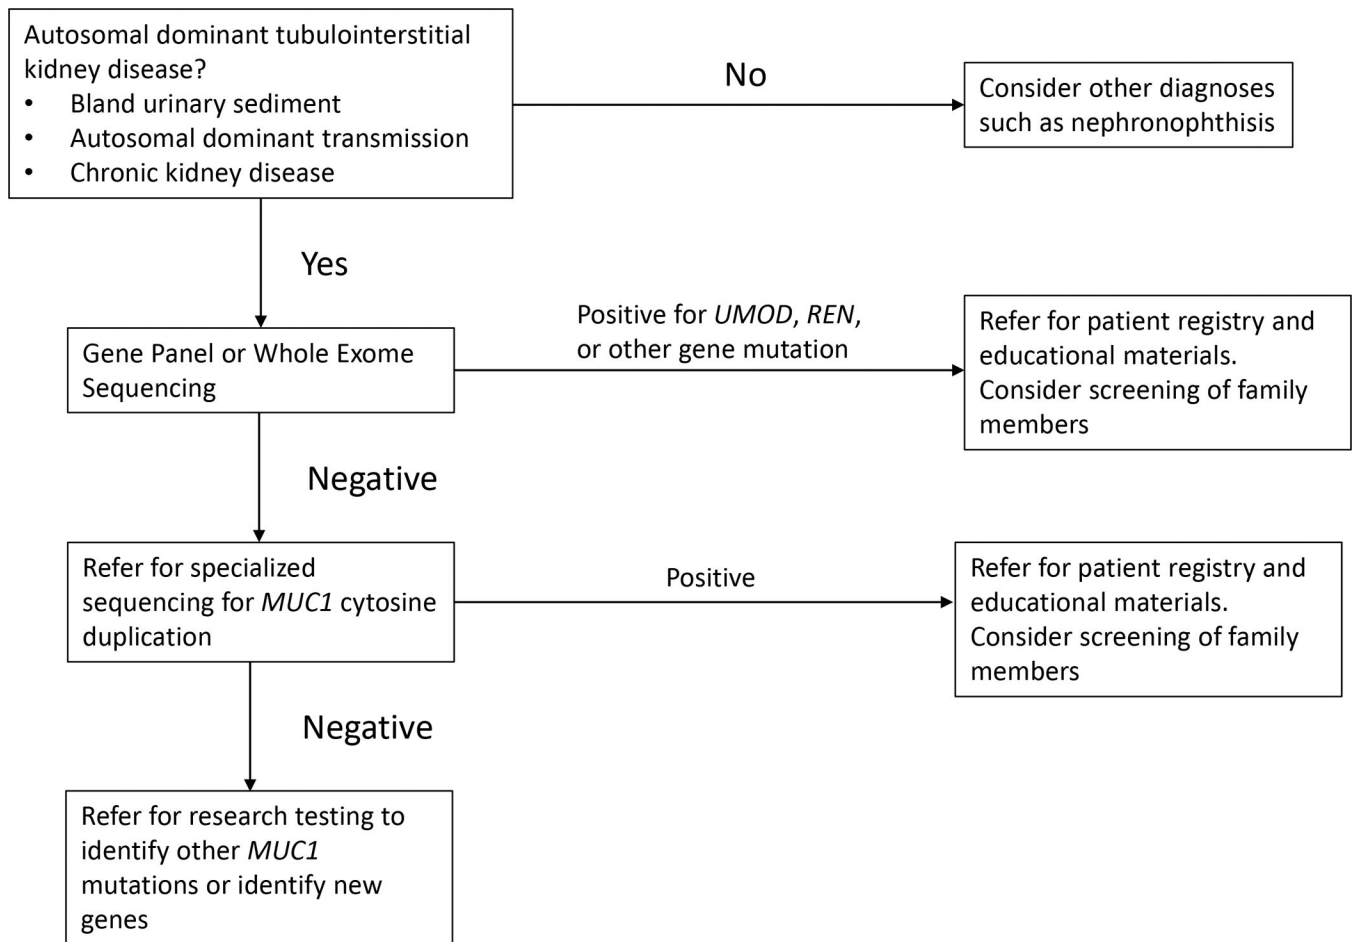 Autosomal dominant tubulointerstitial
kidney disease?
• Bland urinary sediment
• Autosomal dominant transmission
• Chronic kidney disease
No
Consider other diagnoses
such as nephronophthisis
Yes
Gene Panel or Whole Exome
Sequencing
Positive for UMOD, REN,
or other gene mutation
Refer for patient registry and
educational materials.
Consider screening of family
members
Negative
Refer for specialized
sequencing for MUC1 cytosine
duplication
Positive
Refer for patient registry and
educational materials.
Consider screening of family
members
Negative
Refer for research testing to
identify other MUC1
mutations or identify new
genes